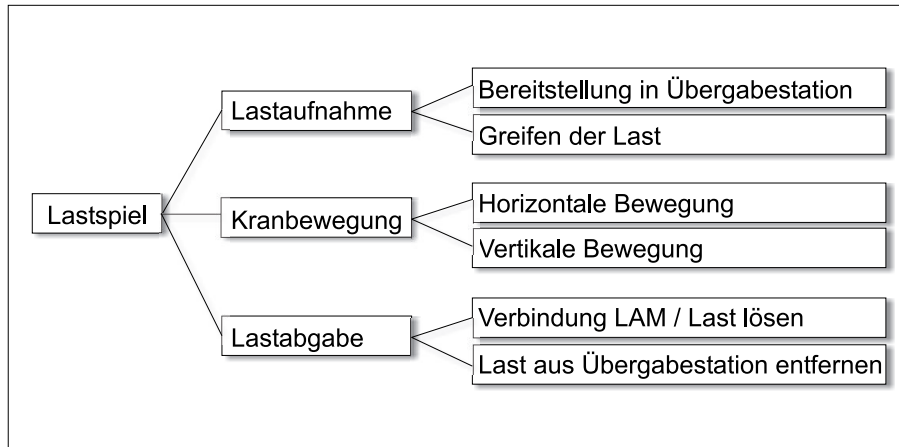 Lastspiel
Lastaufnahme
Bereitstellung in Übergabestation
Greifen der Last
Kranbewegung
Horizontale Bewegung
Vertikale Bewegung
Lastabgabe
Verbindung LAM / Last lösen
Last aus Übergabestation entfernen